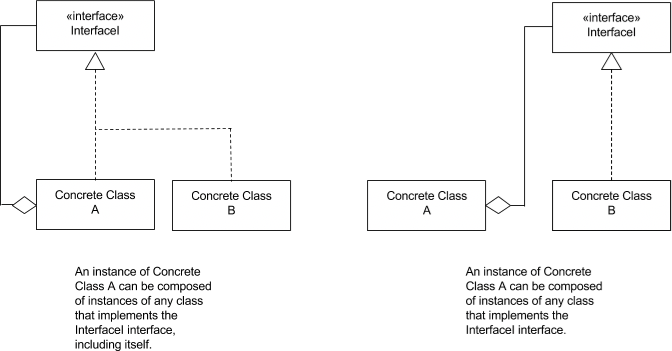 «interface»
InterfaceI
Concrete Class
A
Concrete Class
B
An instance of Concrete
Class A can be composed
of instances of any class
that implements the
InterfaceI interface,
including itself.
«interface»
InterfaceI
Concrete Class
A
Concrete Class
B
An instance of Concrete
Class A can be composed
of instances of any class
that implements the
InterfaceI interface.